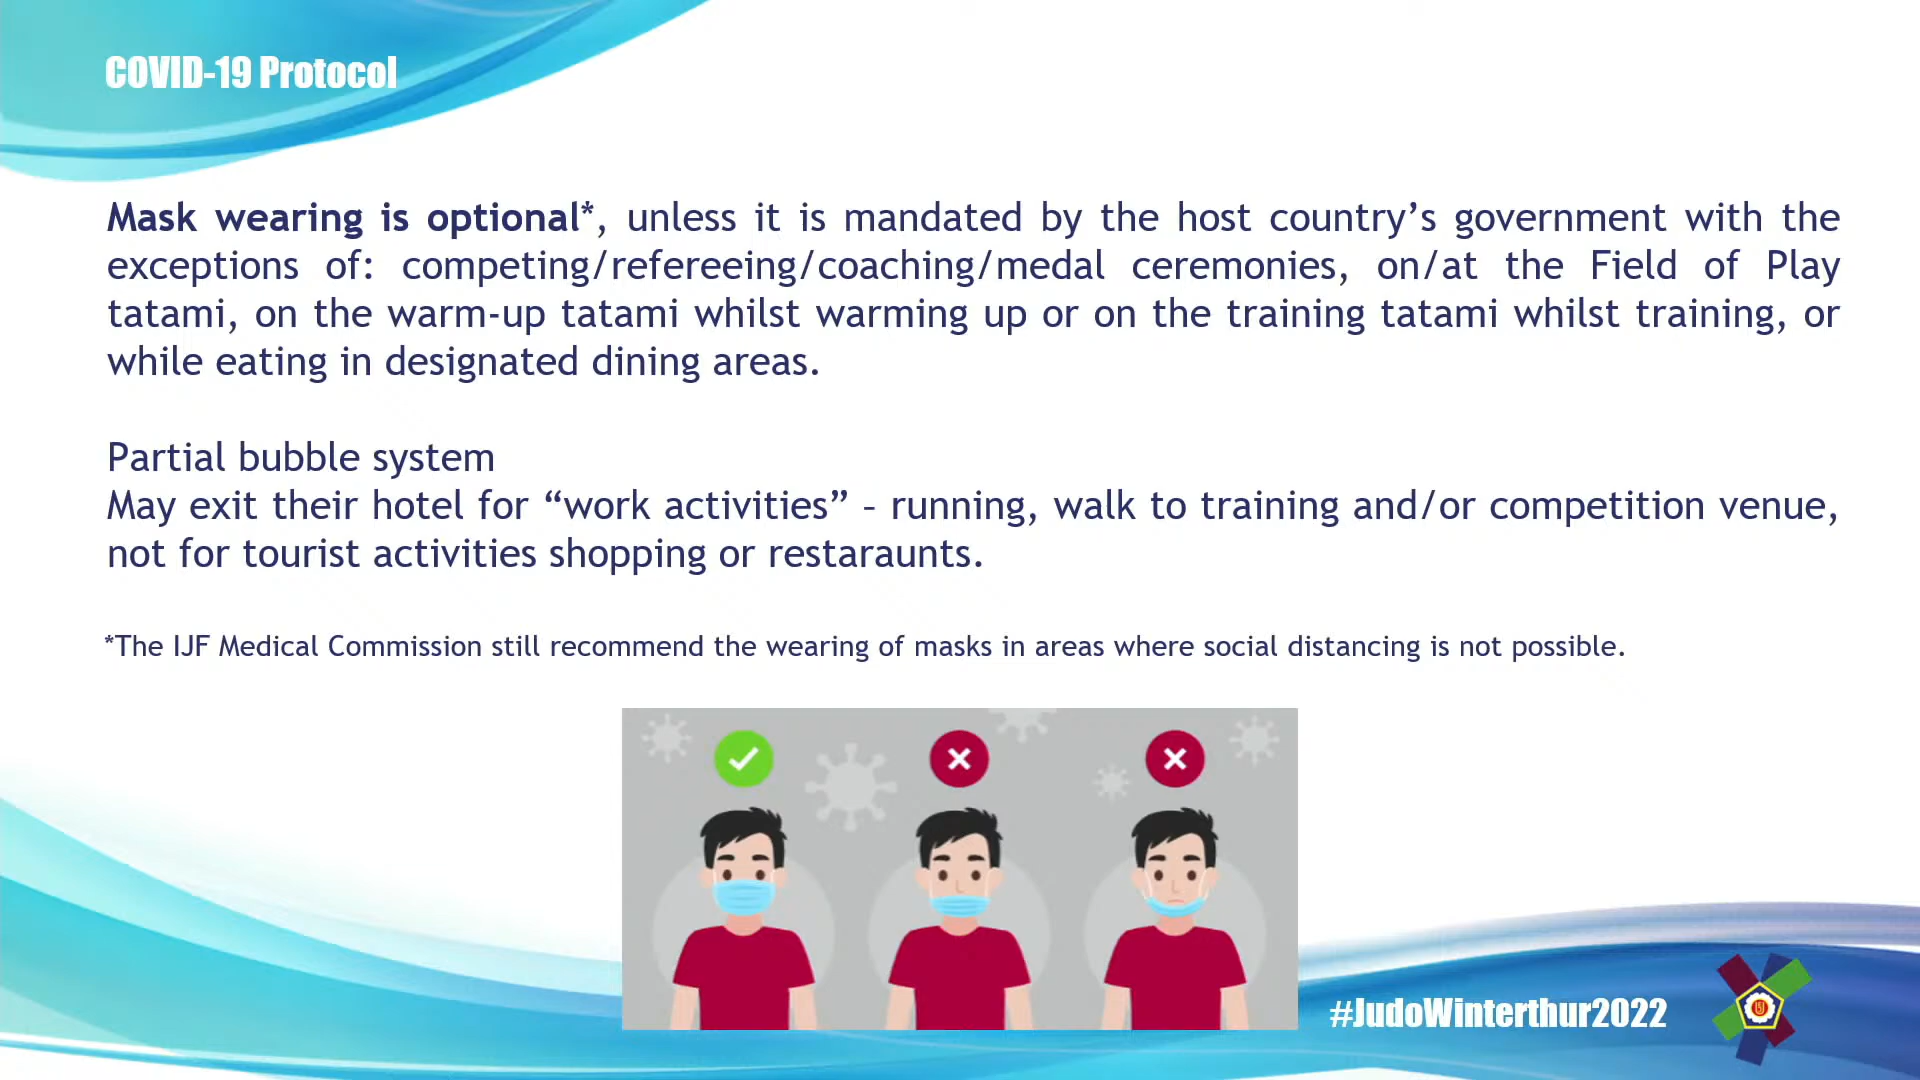 COVID-19 Protocol
Mask wearing is optional*, unless it is mandated by the host country’s government with the
exceptions of: competing/refereeing/coaching/medal ceremonies, on/at the Field of Play
tatami, on the warm-up tatami whilst warming up or on the training tatami whilst training, or
while eating in designated dining areas.
Partial bubble system
May exit their hotel for “work activities” – running, walk to training and/or competition venue,
not for tourist activities shopping or restaraunts.
*The IJF Medical Commission still recommend the wearing of masks in areas where social distancing is not possible.
#JudoWinterthur2022